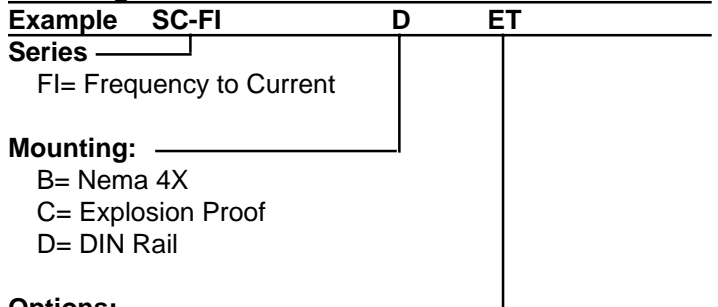 Example SC-FI D ET
Series
FI= Frequency to Current
Mounting:
B= Nema 4X
C= Explosion Proof
D= DIN Rail
Options: